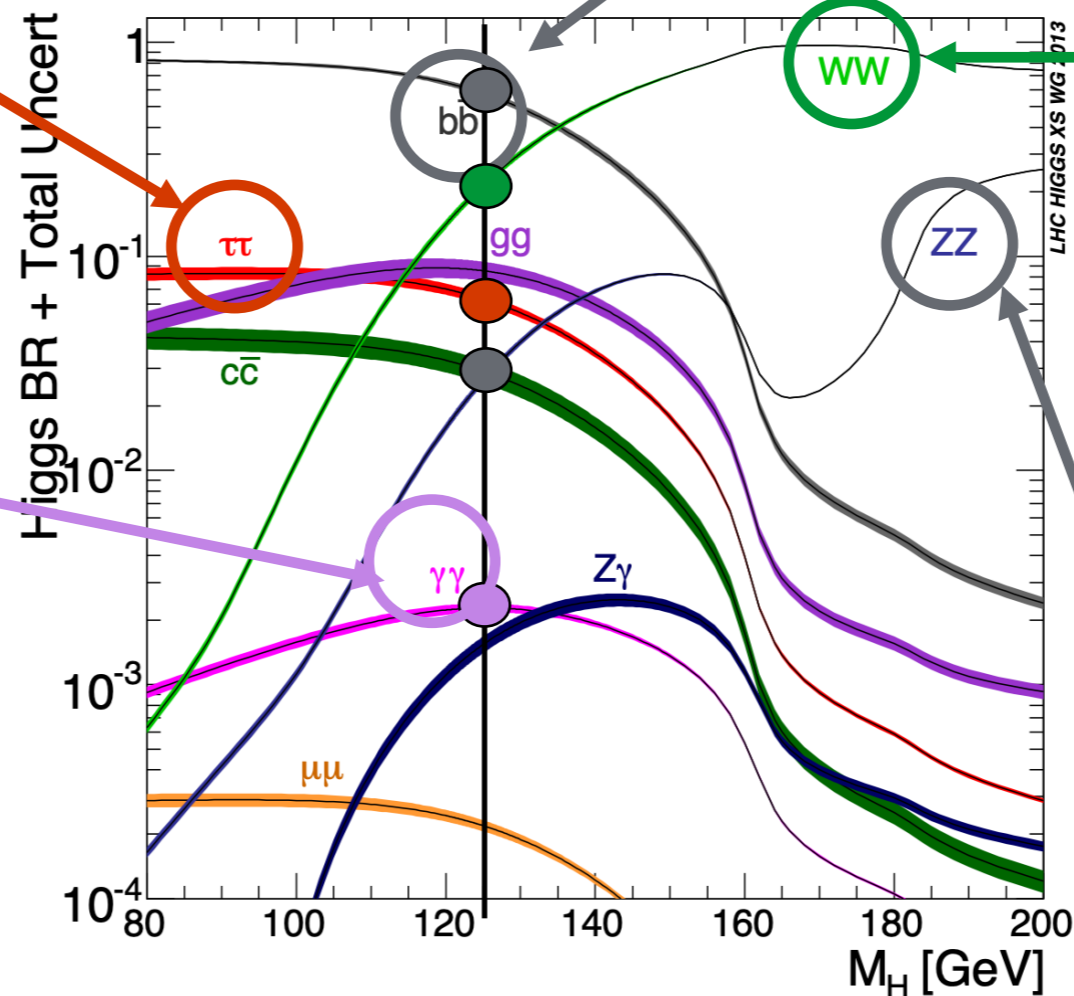 Higgs BR + Total Uncert
LHC HIGGS XS WG 2013
1
10⁻¹
10⁻²
10⁻³
10⁻⁴
WW
bb̄
ττ
gg
ZZ
cc̄
γγ
Zγ
μμ
80 100 120 140 160 180 200
M_H [GeV]